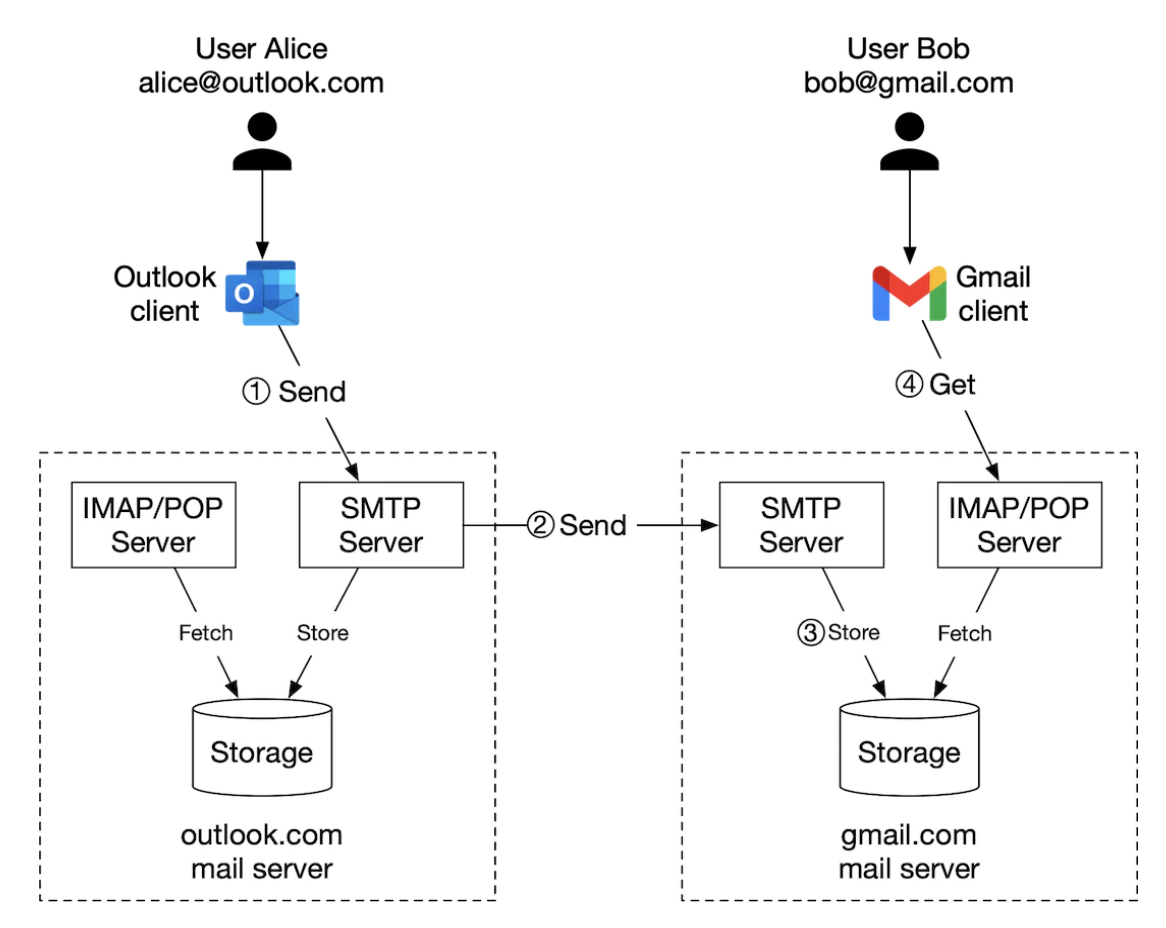 User Alice
alice@outlook.com
User Bob
bob@gmail.com
Outlook
client
O
Gmail
client
① Send
④ Get
IMAP/POP
Server
SMTP
Server
② Send
SMTP
Server
IMAP/POP
Server
Fetch
Store
③ Store
Fetch
Storage
Storage
outlook.com
mail server
gmail.com
mail server